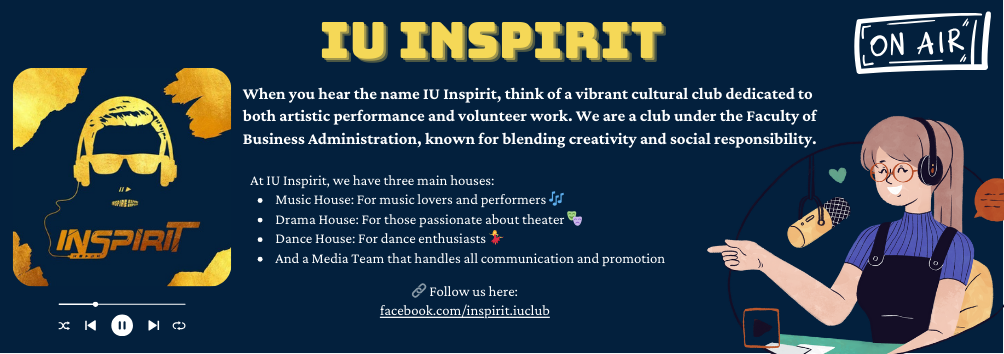 IU INSPIRIT
ON AIR
When you hear the name IU Inspirit, think of a vibrant cultural club dedicated to
both artistic performance and volunteer work. We are a club under the Faculty of
Business Administration, known for blending creativity and social responsibility.
INSPIRIT
At IU Inspirit, we have three main houses:
• Music House: For music lovers and performers 🎶
• Drama House: For those passionate about theater 🎭
• Dance House: For dance enthusiasts 💃
• And a Media Team that handles all communication and promotion
🔗 Follow us here:
facebook.com/inspirit.iuclub